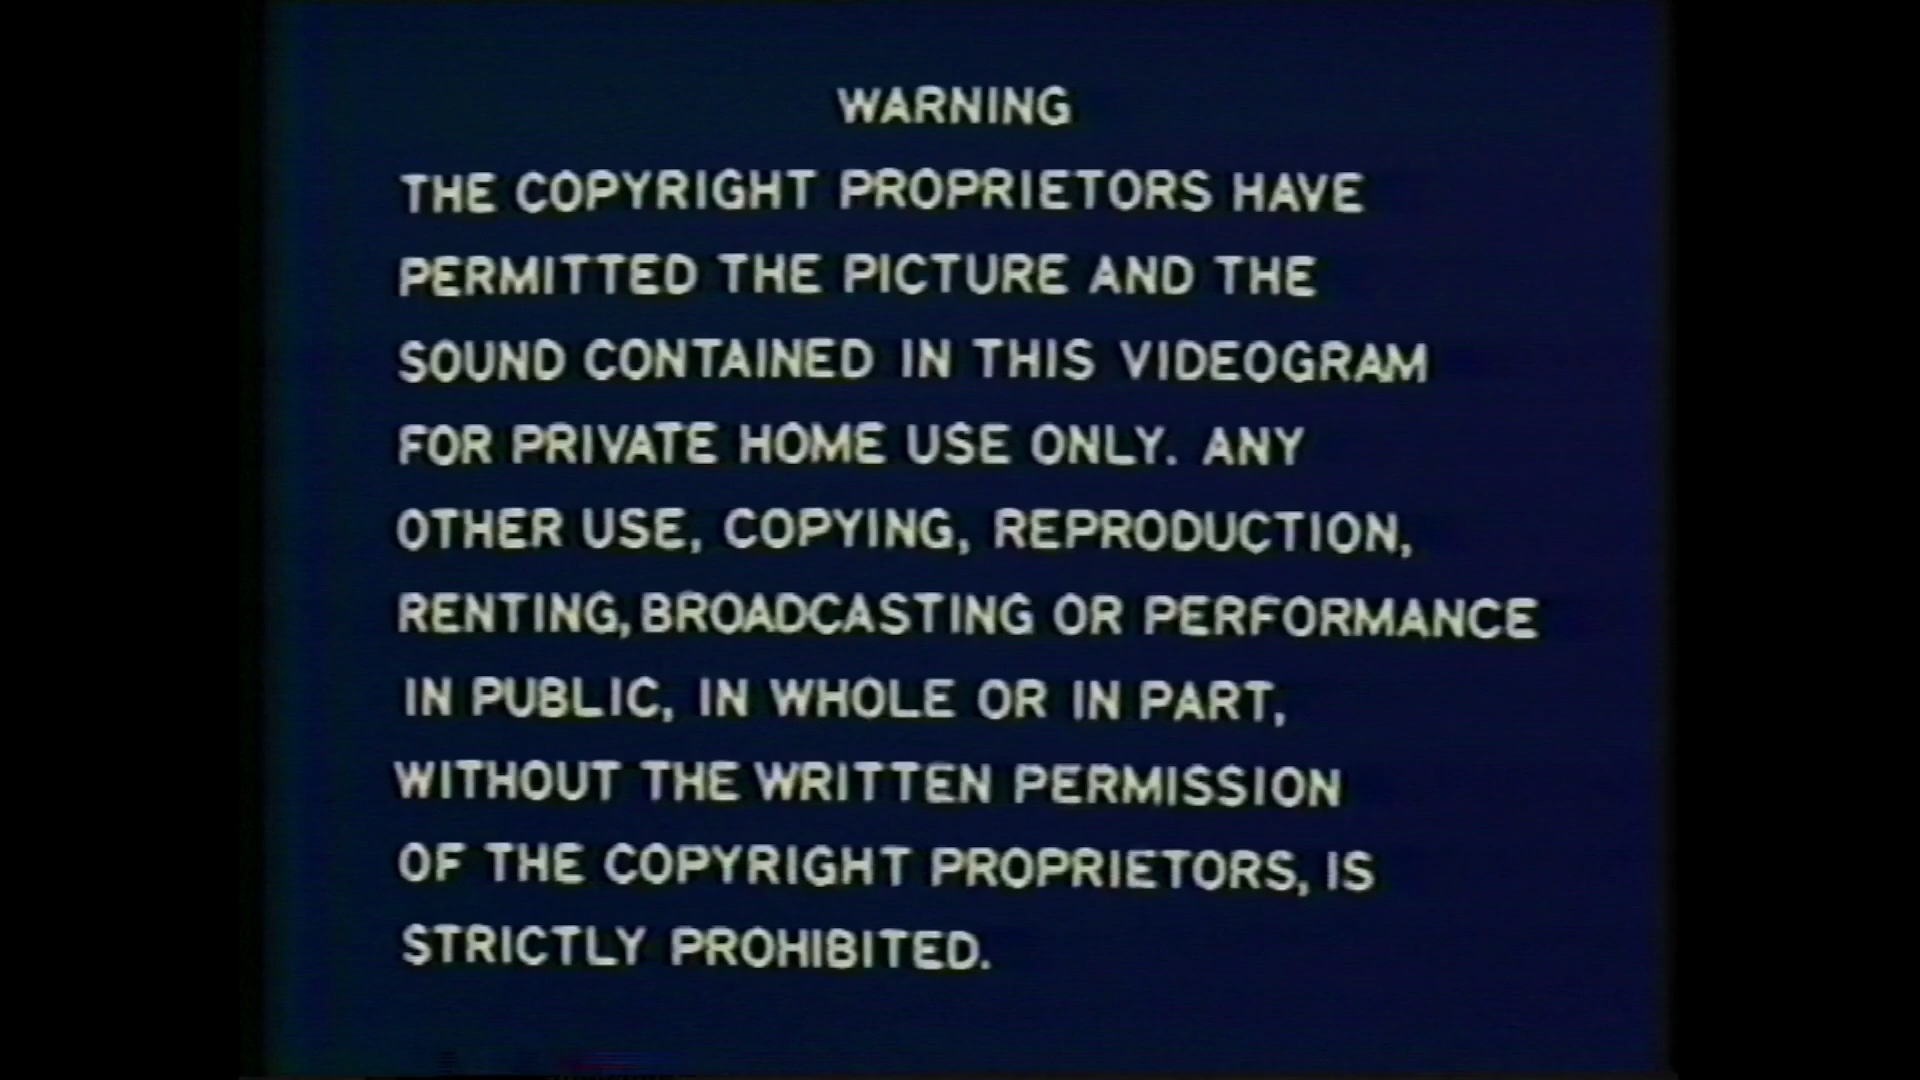 WARNING
THE COPYRIGHT PROPRIETORS HAVE
PERMITTED THE PICTURE AND THE
SOUND CONTAINED IN THIS VIDEOGRAM
FOR PRIVATE HOME USE ONLY. ANY
OTHER USE, COPYING, REPRODUCTION,
RENTING, BROADCASTING OR PERFORMANCE
IN PUBLIC, IN WHOLE OR IN PART,
WITHOUT THE WRITTEN PERMISSION
OF THE COPYRIGHT PROPRIETORS, IS
STRICTLY PROHIBITED.